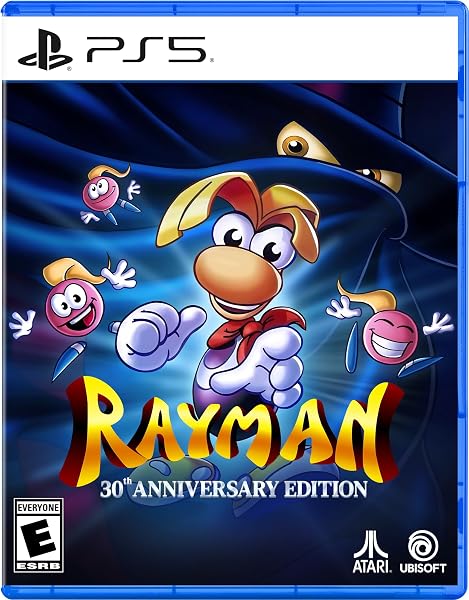 PS5
RAYMAN
30th ANNIVERSARY EDITION
EVERYONE
E
ESRB
ATARI
UBISOFT